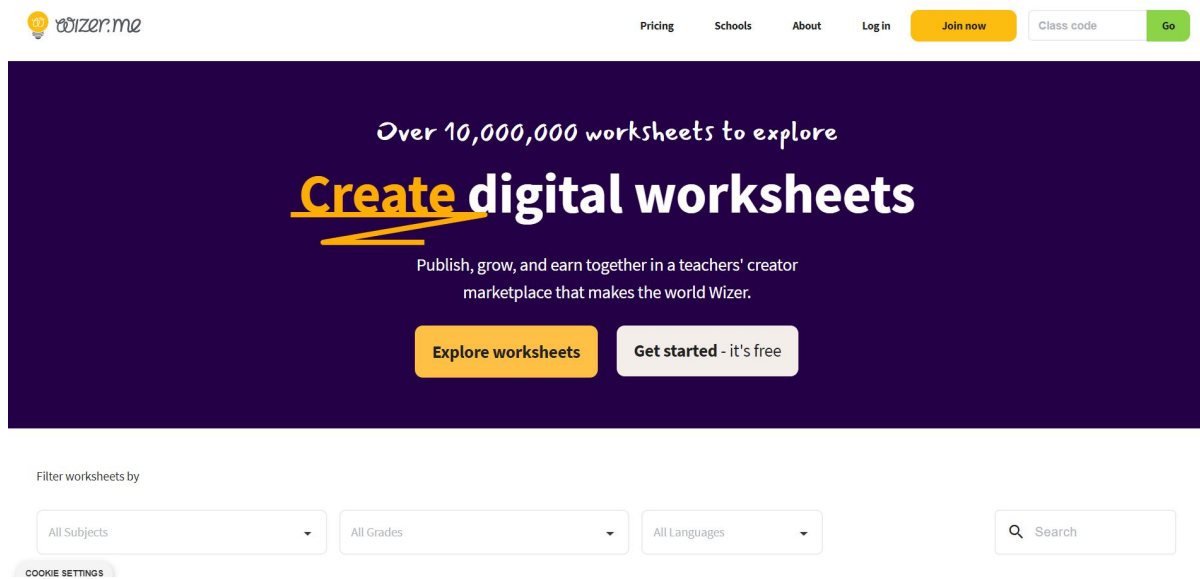 wizer.me
Pricing Schools About Log in Join now Class code Go
Over 10,000,000 worksheets to explore
Create digital worksheets
Publish, grow, and earn together in a teachers' creator
marketplace that makes the world Wizer.
Explore worksheets Get started - it's free
Filter worksheets by
All Subjects All Grades All Languages Search
COOKIE SETTINGS